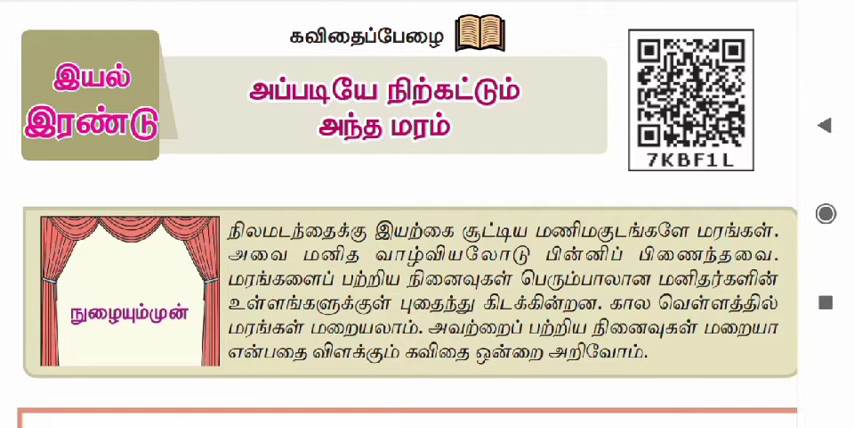 கவிதைப்பேழை
இயல்
இரண்டு
அப்படியே நிற்கட்டும்
அந்த மரம்
7KBF1L
நுழையும்முன்
நிலமடந்தைக்கு இயற்கை சூட்டிய மணிமகுடங்களே மரங்கள்.
அவை மனித வாழ்வியலோடு பின்னிப் பிணைந்தவை.
மரங்களைப் பற்றிய நினைவுகள் பெரும்பாலான மனிதர்களின்
உள்ளங்களுக்குள் புதைந்து கிடக்கின்றன. கால வெள்ளத்தில்
மரங்கள் மறையலாம். அவற்றைப் பற்றிய நினைவுகள் மறையா
என்பதை விளக்கும் கவிதை ஒன்றை அறிவோம்.